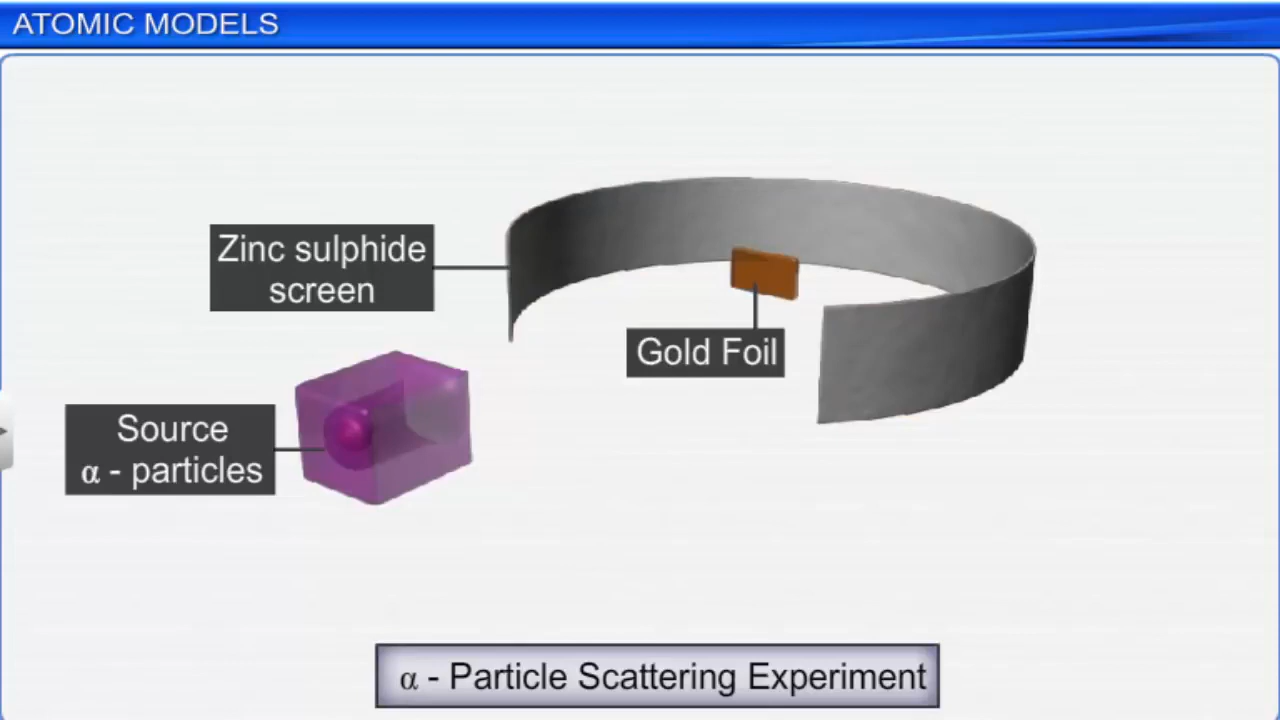 ATOMIC MODELS
Zinc sulphide
screen
Gold Foil
Source
α - particles
α - Particle Scattering Experiment